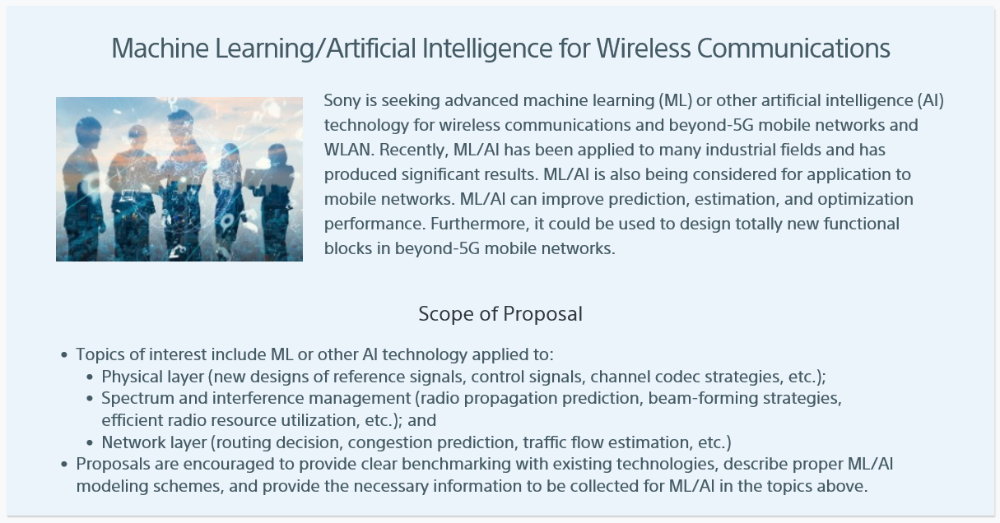 Machine Learning/Artificial Intelligence for Wireless Communications
Sony is seeking advanced machine learning (ML) or other artificial intelligence (AI)
technology for wireless communications and beyond-5G mobile networks and
WLAN. Recently, ML/AI has been applied to many industrial fields and has
produced significant results. ML/AI is also being considered for application to
mobile networks. ML/AI can improve prediction, estimation, and optimization
performance. Furthermore, it could be used to design totally new functional
blocks in beyond-5G mobile networks.
Scope of Proposal
• Topics of interest include ML or other AI technology applied to:
• Physical layer (new designs of reference signals, control signals, channel codec strategies, etc.);
• Spectrum and interference management (radio propagation prediction, beam-forming strategies,
efficient radio resource utilization, etc.); and
• Network layer (routing decision, congestion prediction, traffic flow estimation, etc.)
• Proposals are encouraged to provide clear benchmarking with existing technologies, describe proper ML/AI
modeling schemes, and provide the necessary information to be collected for ML/AI in the topics above.